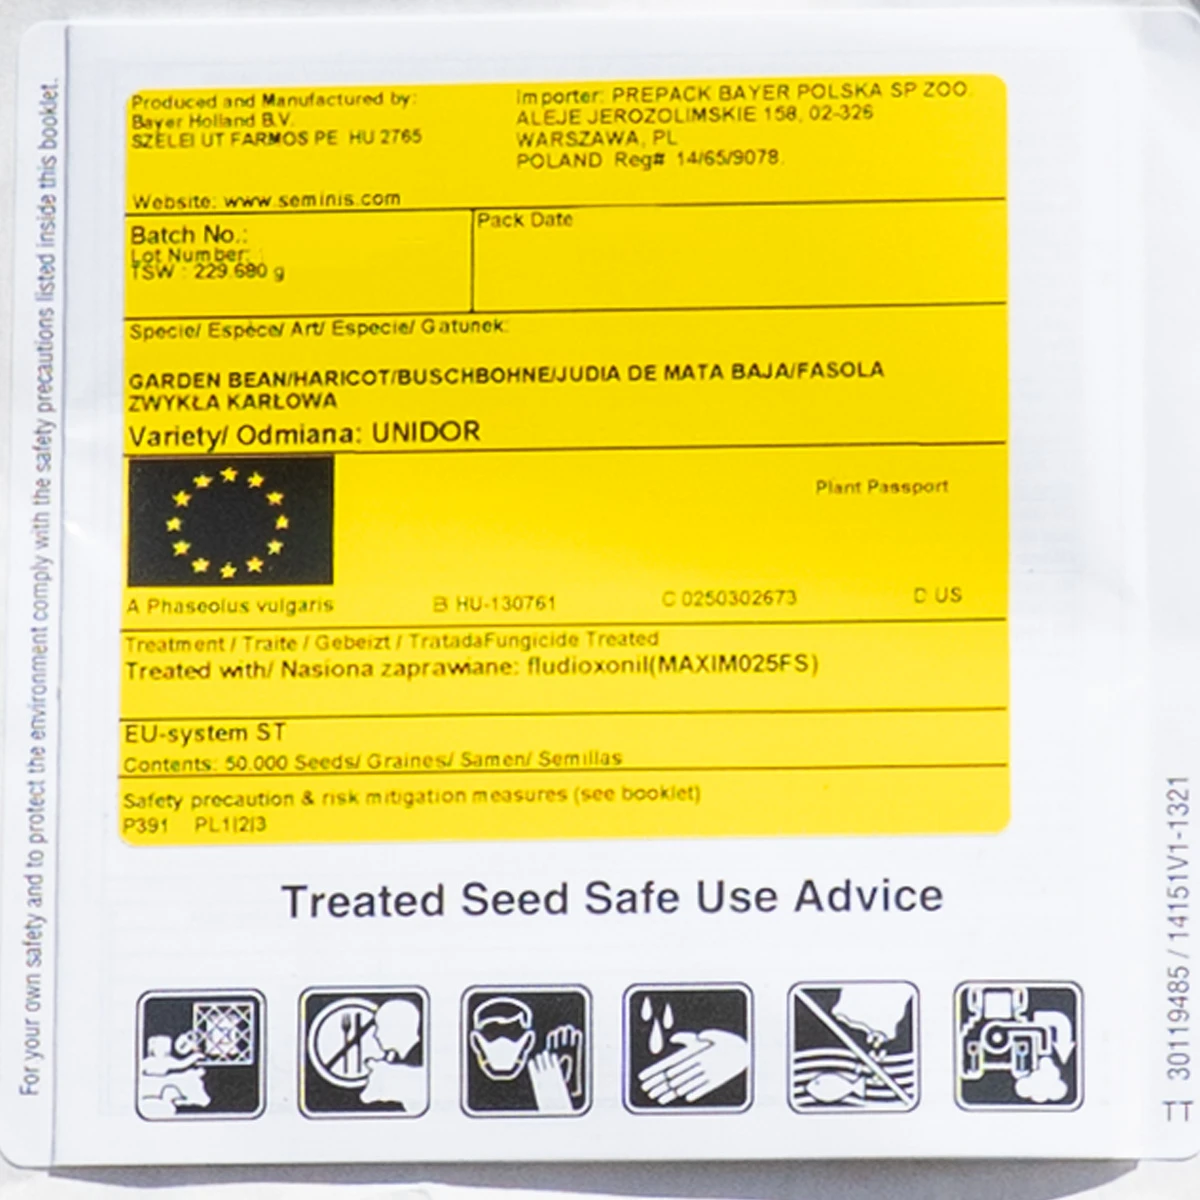 For your own safety and to protect the environment comply with the safety precautions listed inside this booklet.
Produced and Manufactured by:
Bayer Holland B.V.
SZELEI UT FARMOS PE HU 2765
Website: www.seminis.com
Importer: PREPACK BAYER POLSKA SP ZOO.
ALEJE JEROZOLIMSKIE 158, 02-326
WARSZAWA, PL
POLAND Reg# 14/65/9078.
Batch No.:
Lot Number:
TSW : 229.680 g
Pack Date
Specie/ Espèce/ Art/ Especie/ Gatunek:
GARDEN BEAN/HARICOT/BUSCHBOHNE/JUDIA DE MATA BAJA/FASOLA
ZWYKŁA KARŁOWA
Variety/ Odmiana: UNIDOR
Plant Passport
A Phaseolus vulgaris B HU-130761 C 0250302673 D US
Treatment / Traite / Gebeizt / TratadaFungicide Treated
Treated with/ Nasiona zaprawiane: fludioxonil(MAXIM025FS)
EU-system ST
Contents: 50.000 Seeds/ Graines/ Samen/ Semillas
Safety precaution & risk mitigation measures (see booklet)
P391 PL1|2|3
Treated Seed Safe Use Advice
30119485 / 14151V1-1321